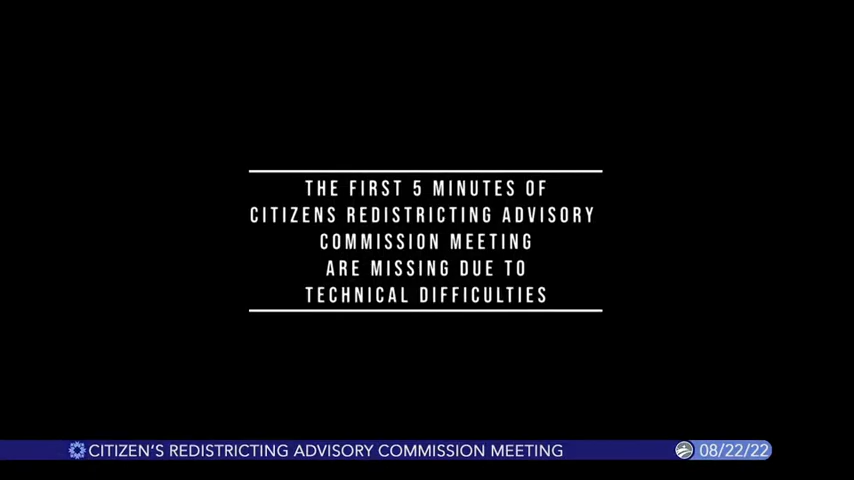 THE FIRST 5 MINUTES OF
CITIZENS REDISTRICTING ADVISORY
COMMISSION MEETING
ARE MISSING DUE TO
TECHNICAL DIFFICULTIES
CITIZEN'S REDISTRICTING ADVISORY COMMISSION MEETING
08/22/22